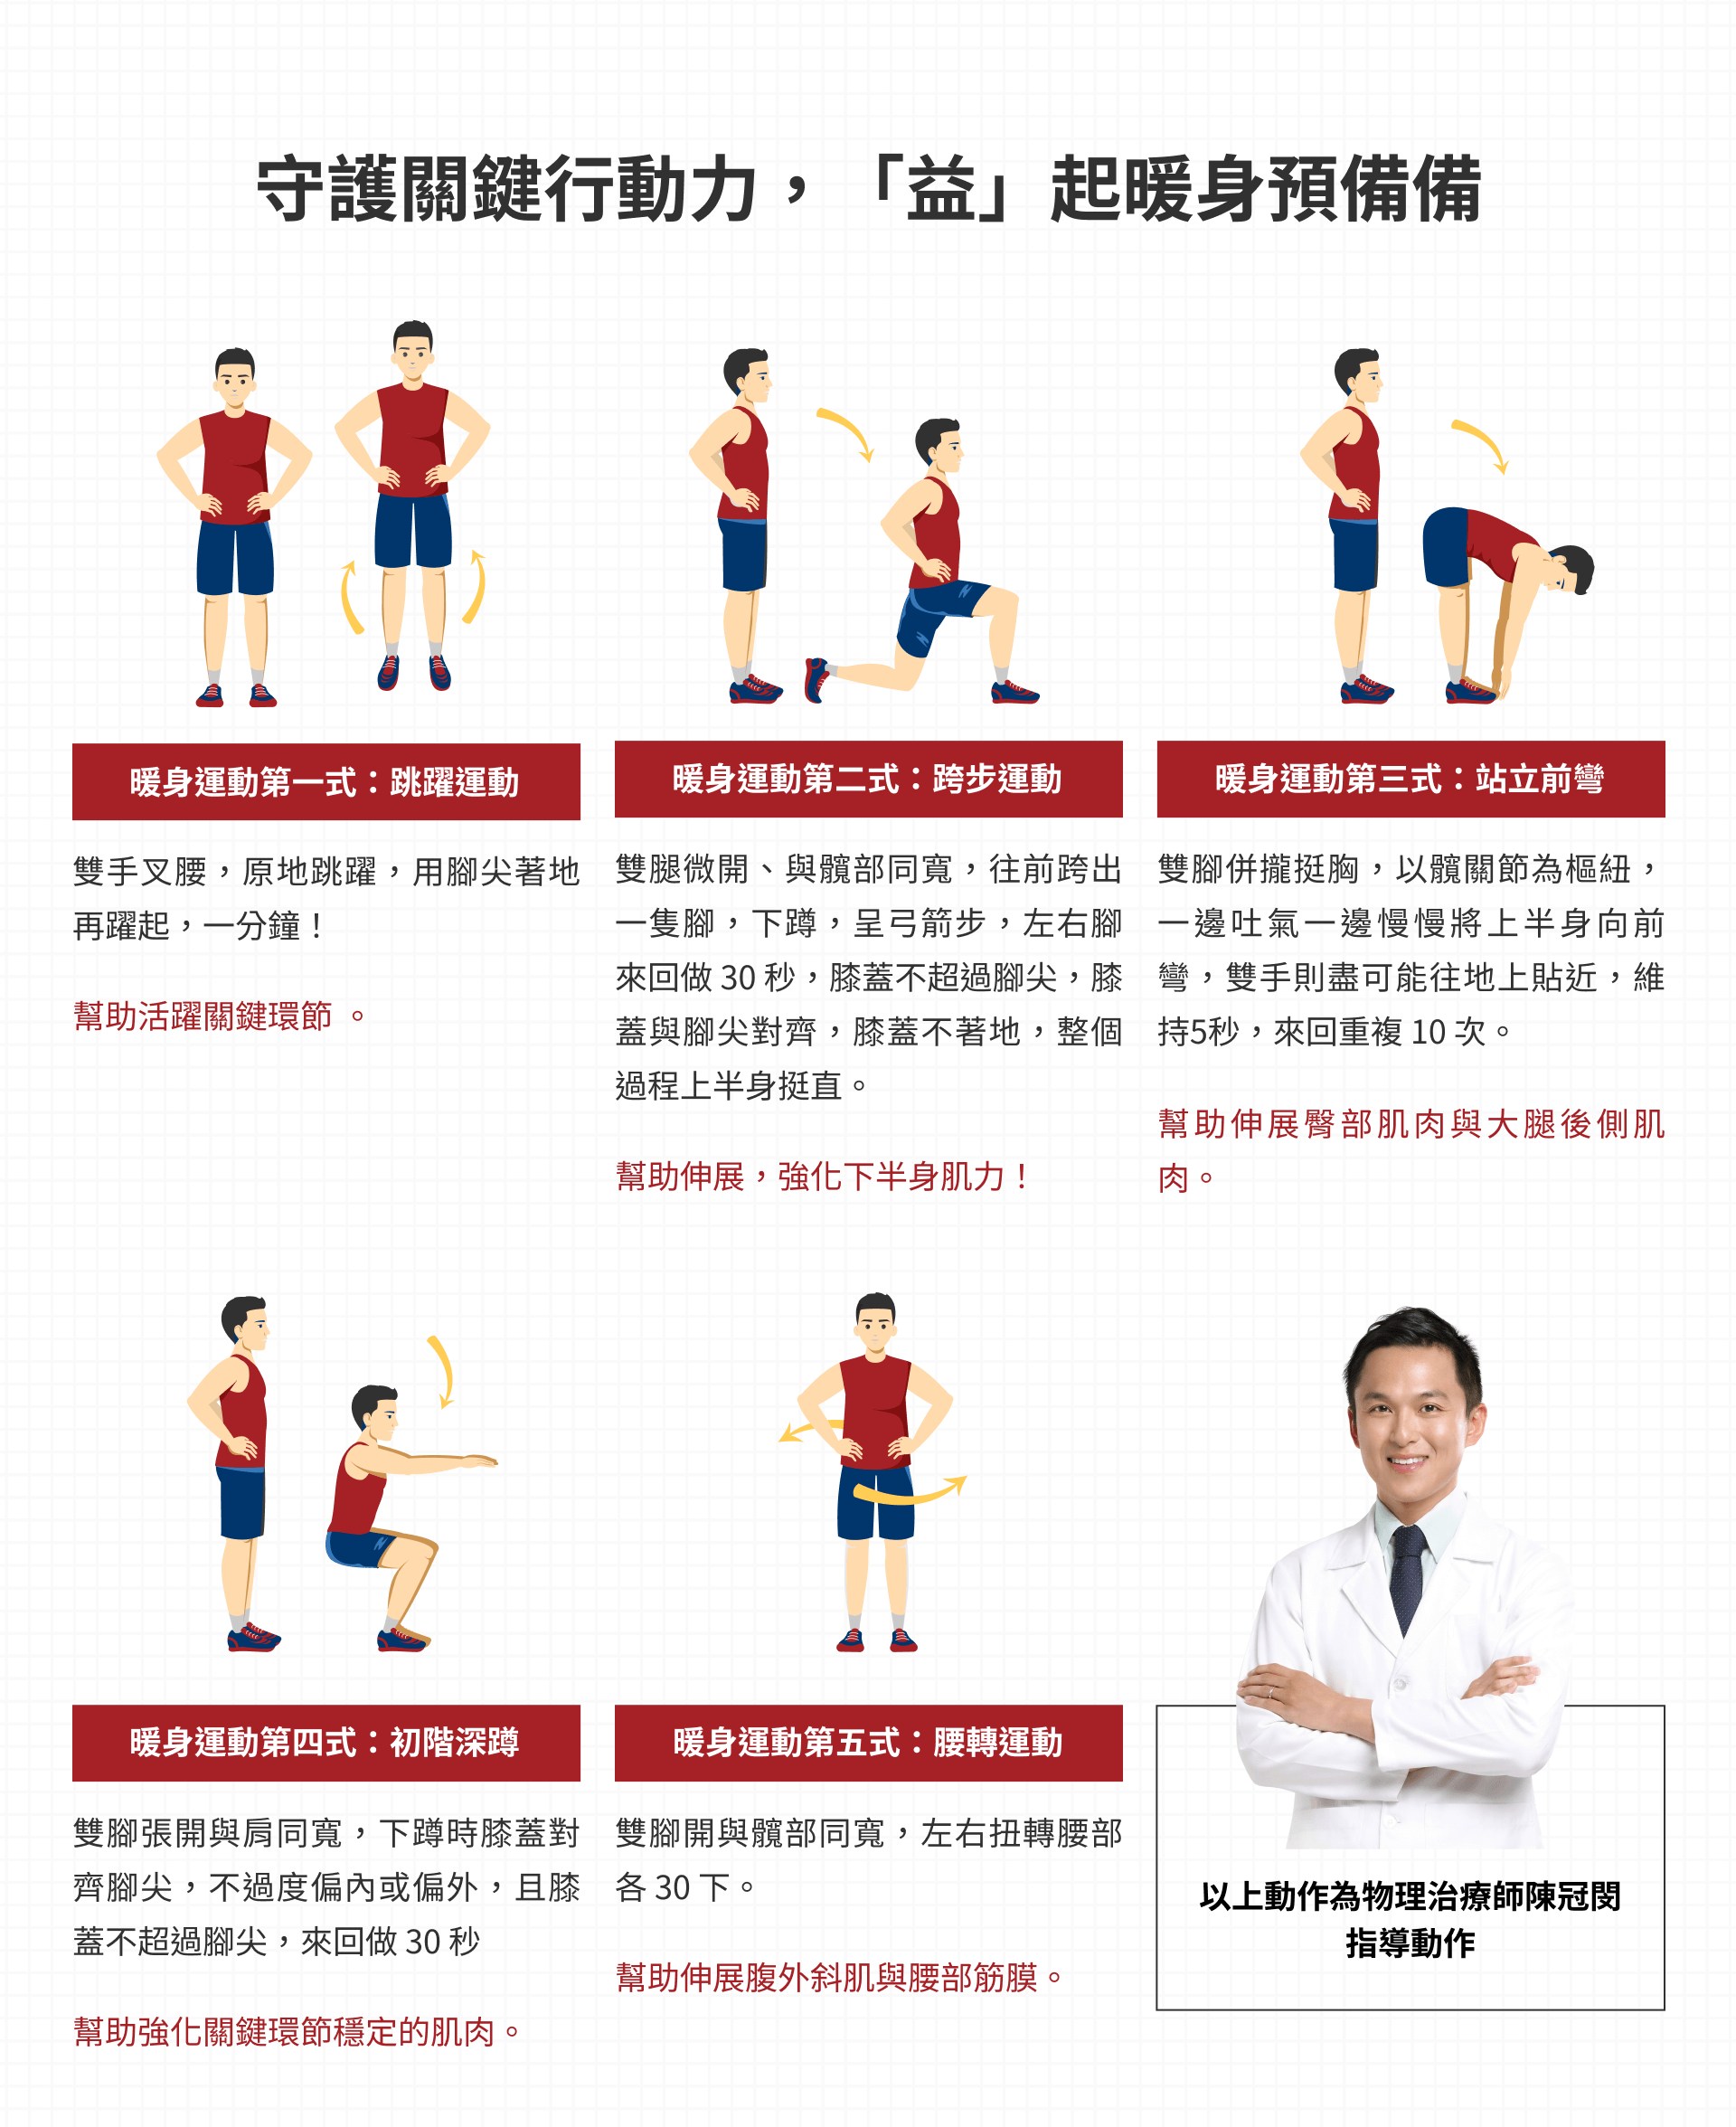 守護關鍵行動力，「益」起暖身預備備
暖身運動第一式：跳躍運動
雙手叉腰，原地跳躍，用腳尖著地
再躍起，一分鐘！
幫助活躍關鍵環節 。
暖身運動第二式：跨步運動
雙腿微開、與髖部同寬，往前跨出
一隻腳，下蹲，呈弓箭步，左右腳
來回做 30 秒，膝蓋不超過腳尖，膝
蓋與腳尖對齊，膝蓋不著地，整個
過程上半身挺直。
幫助伸展，強化下半身肌力！
暖身運動第三式：站立前彎
雙腳併攏挺胸，以髖關節為樞紐，
一邊吐氣一邊慢慢將上半身向前
彎，雙手則盡可能往地上貼近，維
持5秒，來回重複 10 次。
幫助伸展臀部肌肉與大腿後側肌
肉。
暖身運動第四式：初階深蹲
雙腳張開與肩同寬，下蹲時膝蓋對
齊腳尖，不過度偏內或偏外，且膝
蓋不超過腳尖，來回做 30 秒
幫助強化關鍵環節穩定的肌肉。
暖身運動第五式：腰轉運動
雙腳開與髖部同寬，左右扭轉腰部
各 30 下。
幫助伸展腹外斜肌與腰部筋膜。
以上動作為物理治療師陳冠閔
指導動作